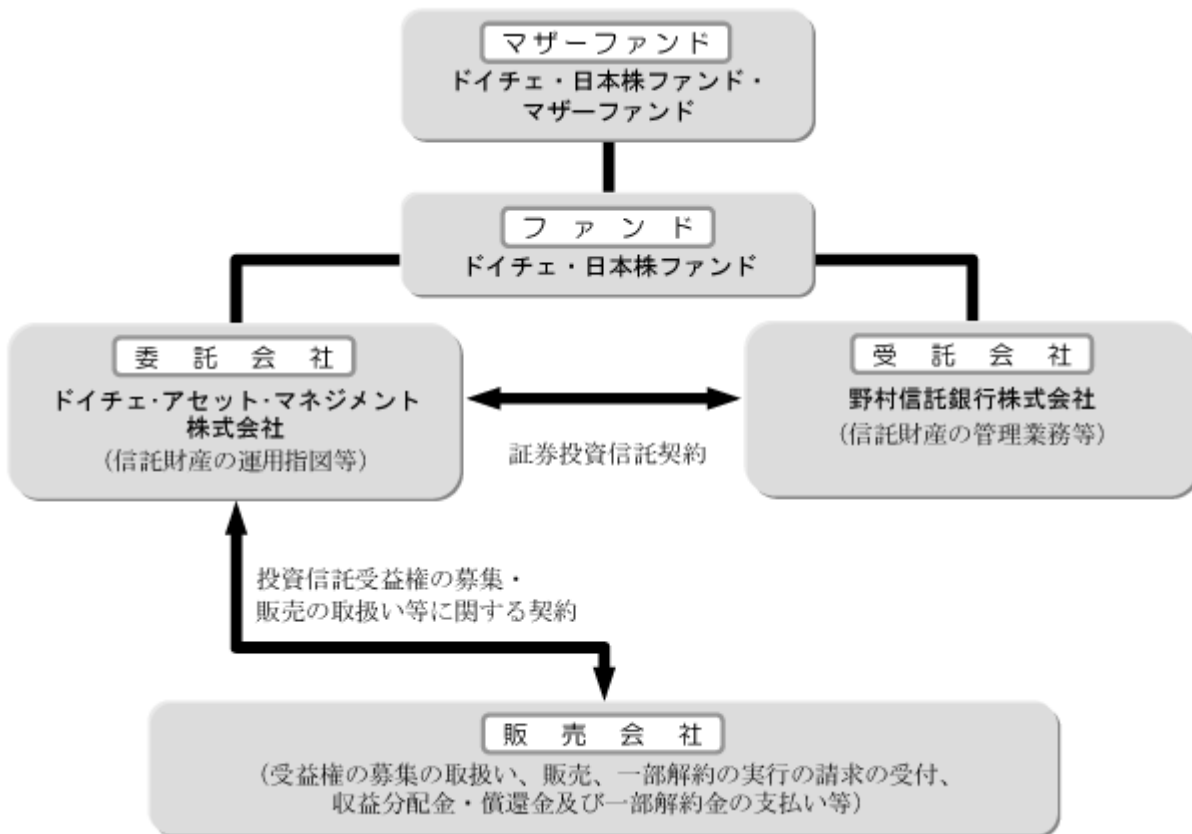 マザーファンド
ドイチェ・日本株ファンド・
マザーファンド
ファンド
ドイチェ・日本株ファンド
委託会社
ドイチェ・アセット・マネジメント
株式会社
(信託財産の運用指図等)
受託会社
野村信託銀行株式会社
(信託財産の管理業務等)
証券投資信託契約
投資信託受益権の募集・
販売の取扱い等に関する契約
販売会社
(受益権の募集の取扱い、販売、一部解約の実行の請求の受付、
収益分配金・償還金及び一部解約金の支払い等)